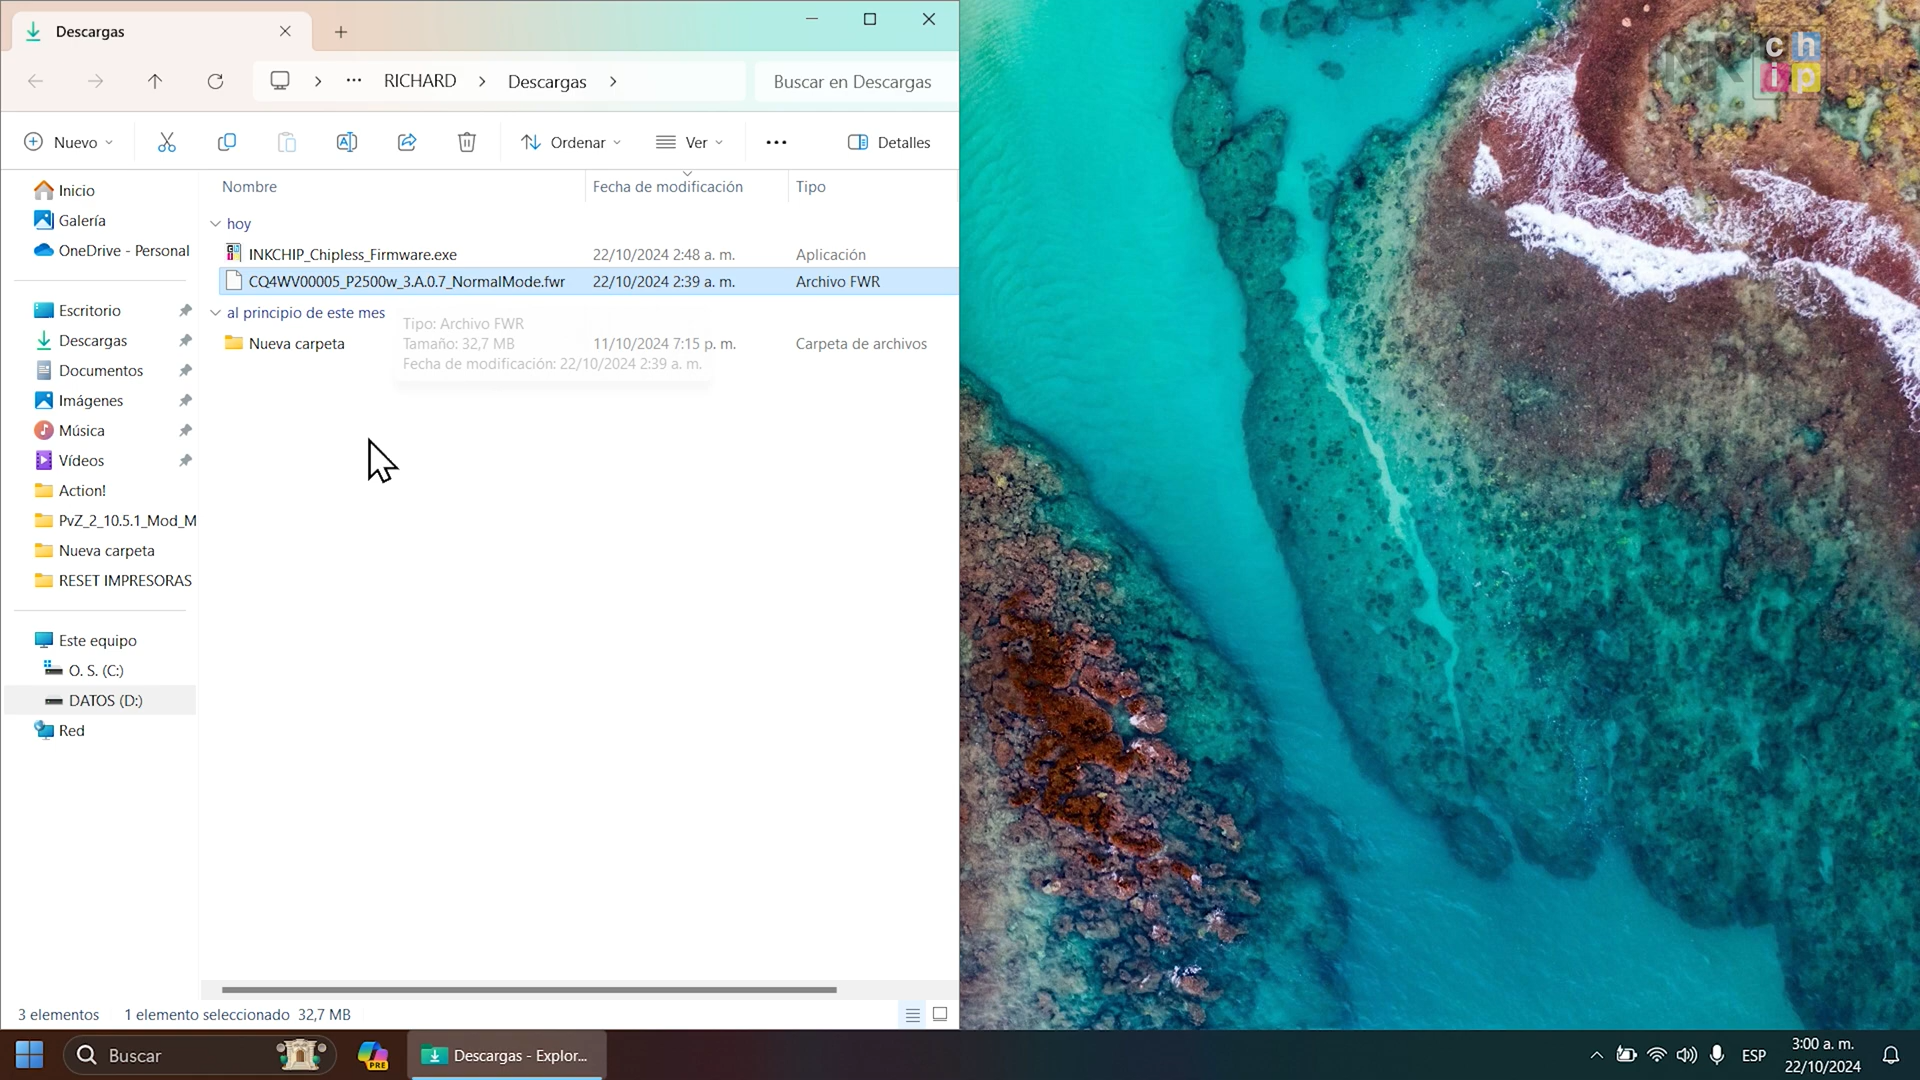 Descargas
RICHARD
Descargas
Buscar en Descargas
Nuevo
Ordenar
Ver
Detalles
Nombre
Fecha de modificación
Tipo
Inicio
Galería
OneDrive - Personal
Escritorio
Descargas
Documentos
Imágenes
Música
Vídeos
Action!
PvZ_2_10.5.1_Mod_M
Nueva carpeta
RESET IMPRESORAS
Este equipo
O. S. (C:)
DATOS (D:)
Red
hoy
INKCHIP_Chipless_Firmware.exe 22/10/2024 2:48 a. m. Aplicación
CQ4WV00005_P2500w_3.A.0.7_NormalMode.fwr 22/10/2024 2:39 a. m. Archivo FWR
al principio de este mes
Nueva carpeta 11/10/2024 7:15 p. m. Carpeta de archivos
Tipo: Archivo FWR
Tamaño: 32,7 MB
Fecha de modificación: 22/10/2024 2:39 a. m.
3 elementos 1 elemento seleccionado 32,7 MB
Buscar
PRE
Descargas - Explor...
ESP
3:00 a. m.
22/10/2024
INK
ch
ip